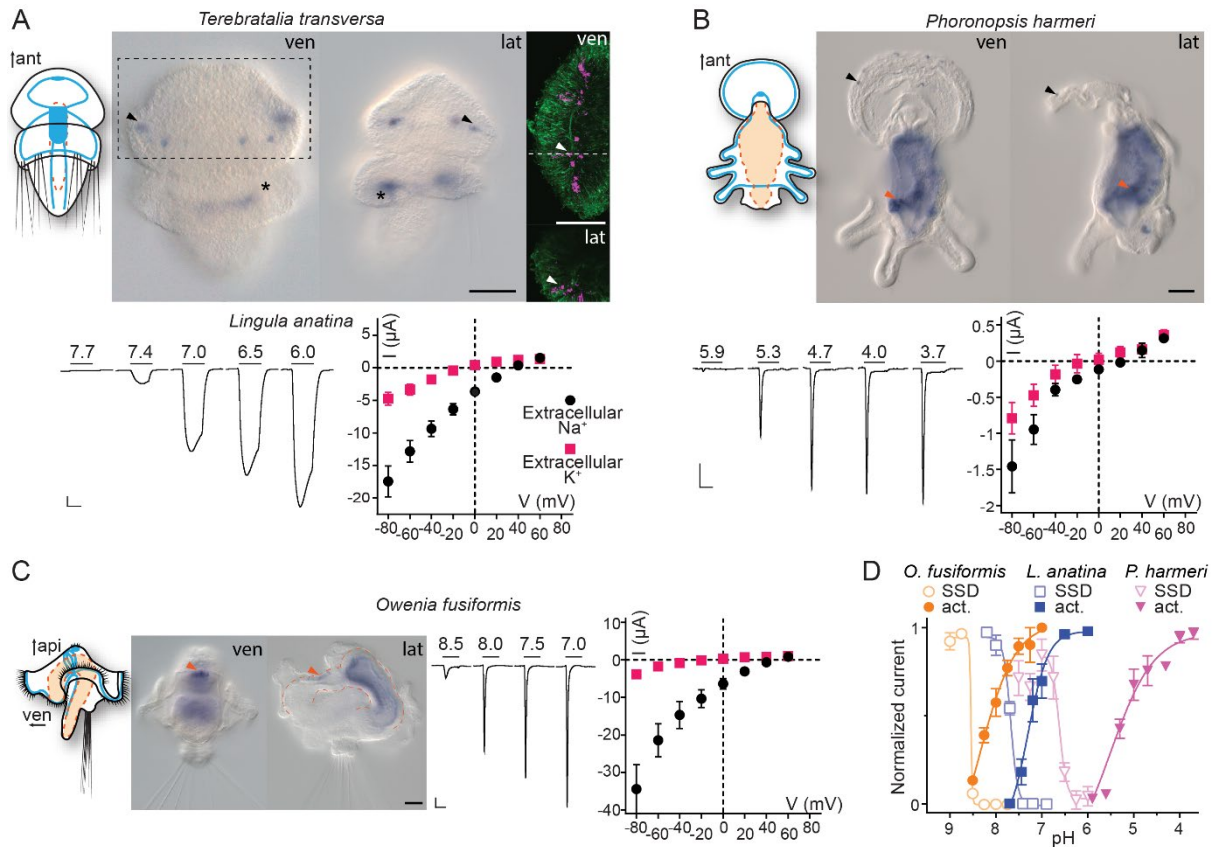 A
Terebratalia transversa
↑ant
ven
lat
ven
lat
*
*
Lingula anatina
7.7 7.4 7.0 6.5 6.0
I (µA)
5
0
-5
-10
-15
-20
V (mV)
-80 -60 -40 -20 0 20 40 60 80
Extracellular
Na⁺
Extracellular
K⁺
B
Phoronopsis harmeri
↑ant
ven
lat
5.9 5.3 4.7 4.0 3.7
I (µA)
0.5
0
-0.5
-1
-1.5
-2
V (mV)
-80 -60 -40 -20 0 20 40 60 80
C
Owenia fusiformis
↑api
ven
←
ven
lat
8.5 8.0 7.5 7.0
I (µA)
10
0
-10
-20
-30
-40
V (mV)
-80 -60 -40 -20 0 20 40 60 80
D
O. fusiformis L. anatina P. harmeri
SSD SSD SSD
act. act. act.
Normalized current
1
0
9 8 7 6 5 4
pH